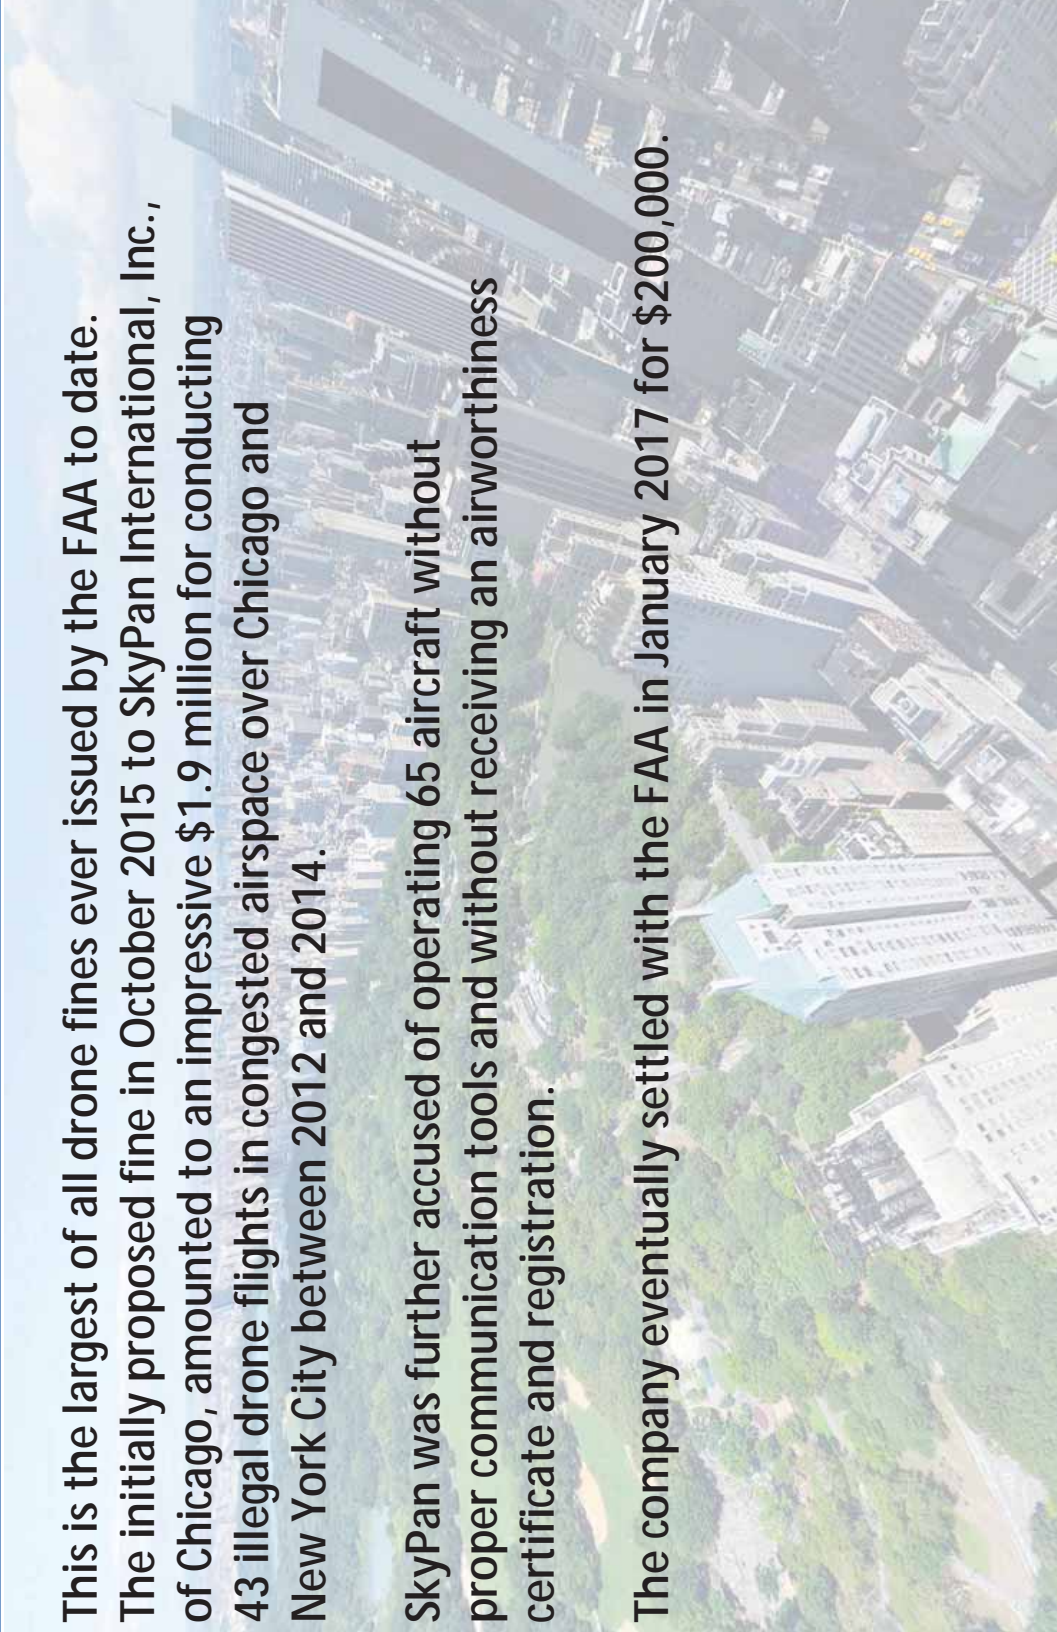 This is the largest of all drone fines ever issued by the FAA to date.
The initially proposed fine in October 2015 to SkyPan International, Inc.,
of Chicago, amounted to an impressive $1.9 million for conducting
43 illegal drone flights in congested airspace over Chicago and
New York City between 2012 and 2014.
SkyPan was further accused of operating 65 aircraft without
proper communication tools and without receiving an airworthiness
certificate and registration.
The company eventually settled with the FAA in January 2017 for $200,000.